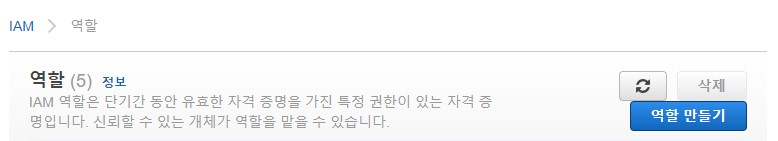 IAM > 역할
역할 (5) 정보
삭제
IAM 역할은 단기간 동안 유효한 자격 증명을 가진 특정 권한이 있는 자격 증
명입니다. 신뢰할 수 있는 개체가 역할을 맡을 수 있습니다.
역할 만들기